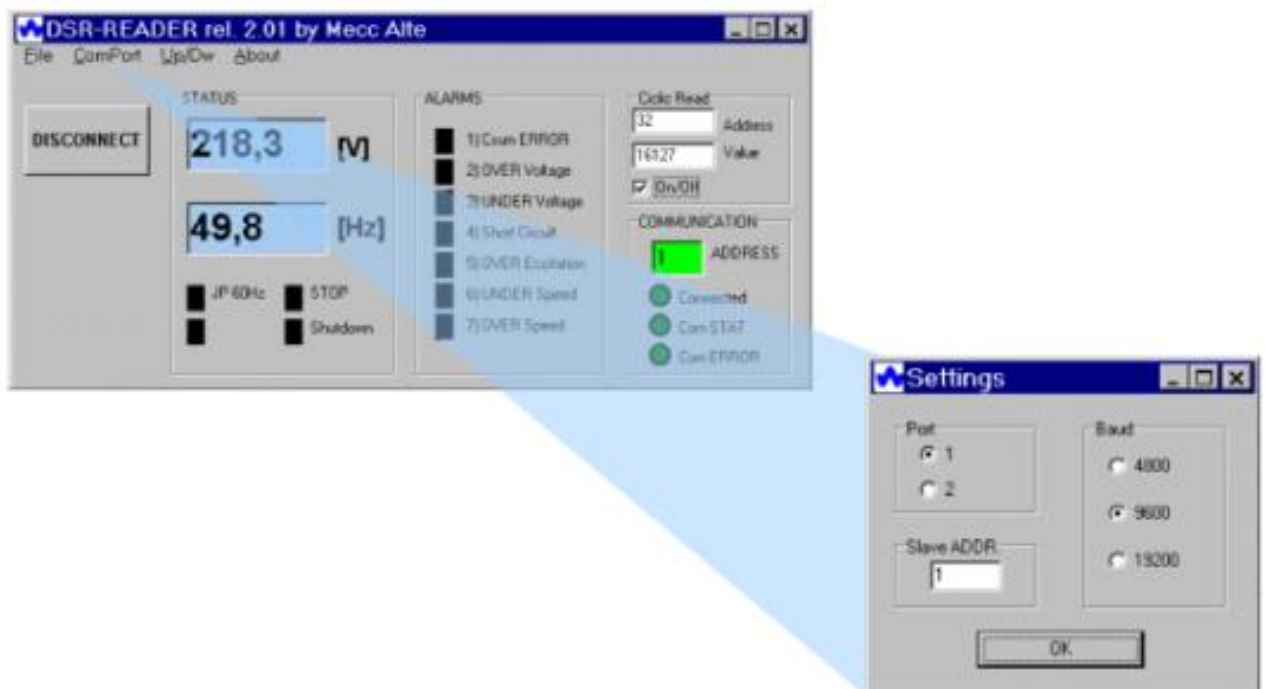 DSR-READER rel. 2.01 by Mecc Alte
File ComPort Up/Dw About
DISCONNECT
STATUS
218,3 [V]
49,8 [Hz]
JP 60Hz STOP
Shutdown
ALARMS
1) Csum ERROR
2) OVER Voltage
3) UNDER Voltage
4) Short Circuit
5) OVER Excitation
6) UNDER Speed
7) OVER Speed
Ciclic Read
32 Address
16127 Value
On/Off
COMMUNICATION
1 ADDRESS
Connected
Com STAT
Com ERROR
Settings
Port
1
2
Slave ADDR.
1
Baud
4800
9600
19200
OK